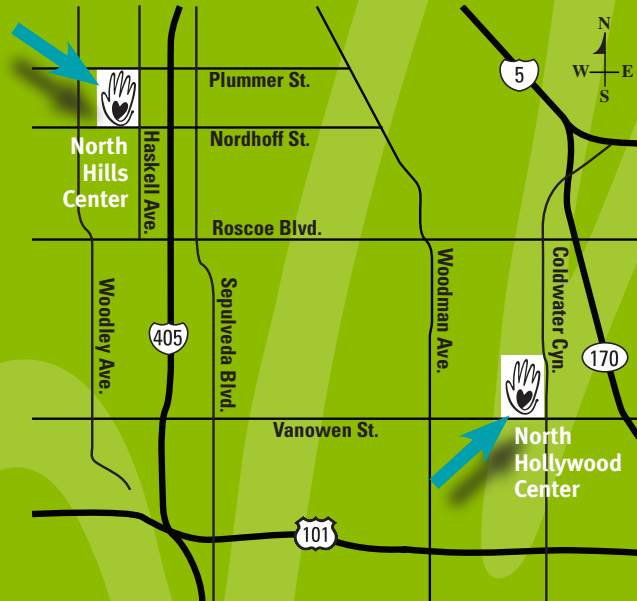 N
W E
S
5
Plummer St.
Nordhoff St.
North
Hills
Center
Haskell Ave.
Roscoe Blvd.
Woodley Ave.
405
Sepulveda Blvd.
Woodman Ave.
Coldwater Cyn.
170
Vanowen St.
North
Hollywood
Center
101